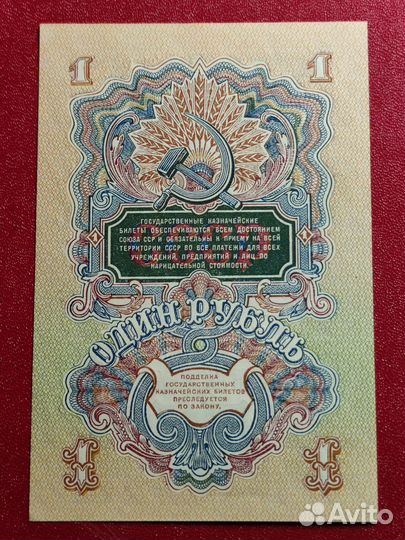 1 1
ГОСУДАРСТВЕННЫЕ КАЗНАЧЕЙСКИЕ
БИЛЕТЫ ОБЕСПЕЧИВАЮТСЯ ВСЕМ ДОСТОЯНИЕМ
СОЮЗА ССР И ОБЯЗАТЕЛЬНЫ К ПРИЕМУ НА ВСЕЙ
ТЕРРИТОРИИ СССР ВО ВСЕ ПЛАТЕЖИ ДЛЯ ВСЕХ
УЧРЕЖДЕНИЙ, ПРЕДПРИЯТИЙ И ЛИЦ ПО
НАРИЦАТЕЛЬНОЙ СТОИМОСТИ.
1 1
ОДИН РУБЛЬ
ПОДДЕЛКА
ГОСУДАРСТВЕННЫХ
КАЗНАЧЕЙСКИХ БИЛЕТОВ
ПРЕСЛЕДУЕТСЯ
ПО ЗАКОНУ.
1 1
Avito